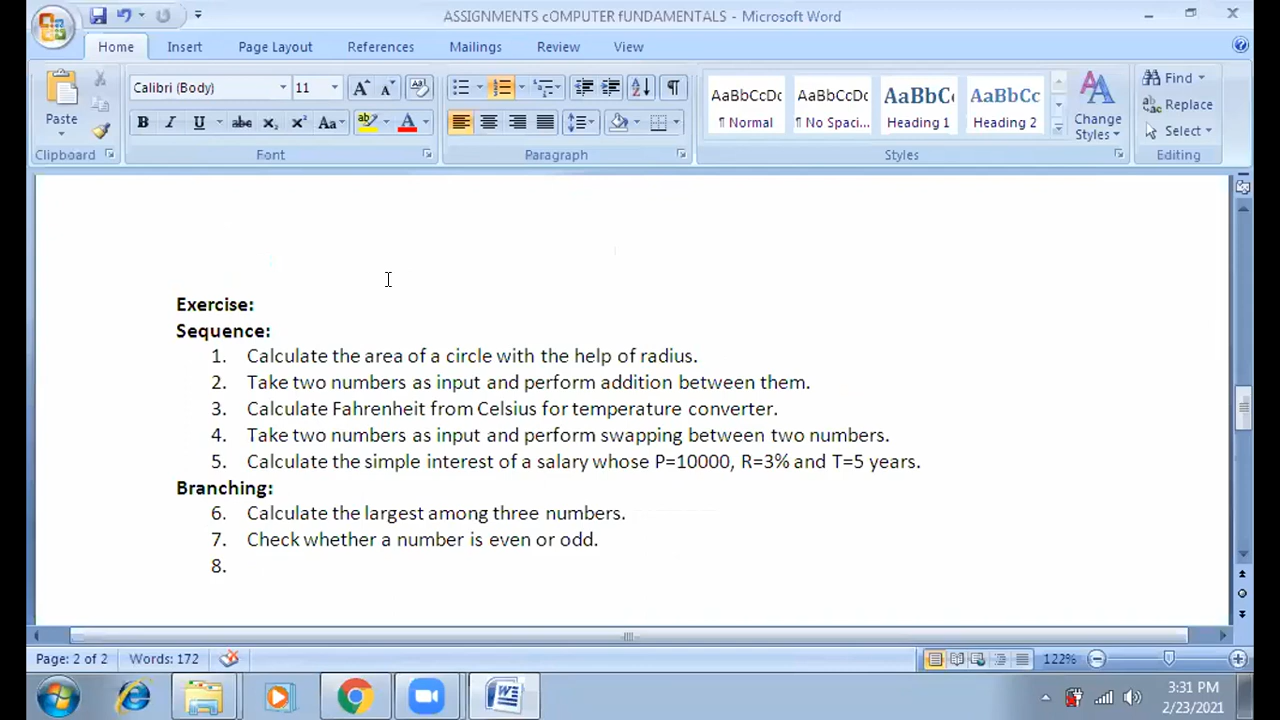 ASSIGNMENTS cOMPUTER fUNDAMENTALS - Microsoft Word
Home Insert Page Layout References Mailings Review View
Calibri (Body) 11
Paste
B I U abc X₂ X² Aa A
AaBbCcDc AaBbCcDc AaBbC AaBbCc
¶ Normal ¶ No Spaci... Heading 1 Heading 2
Change Styles
Find
Replace
Select
Clipboard Font Paragraph Styles Editing
Exercise:
Sequence:
1. Calculate the area of a circle with the help of radius.
2. Take two numbers as input and perform addition between them.
3. Calculate Fahrenheit from Celsius for temperature converter.
4. Take two numbers as input and perform swapping between two numbers.
5. Calculate the simple interest of a salary whose P=10000, R=3% and T=5 years.
Branching:
6. Calculate the largest among three numbers.
7. Check whether a number is even or odd.
8.
Page: 2 of 2 Words: 172 122%
3:31 PM
2/23/2021